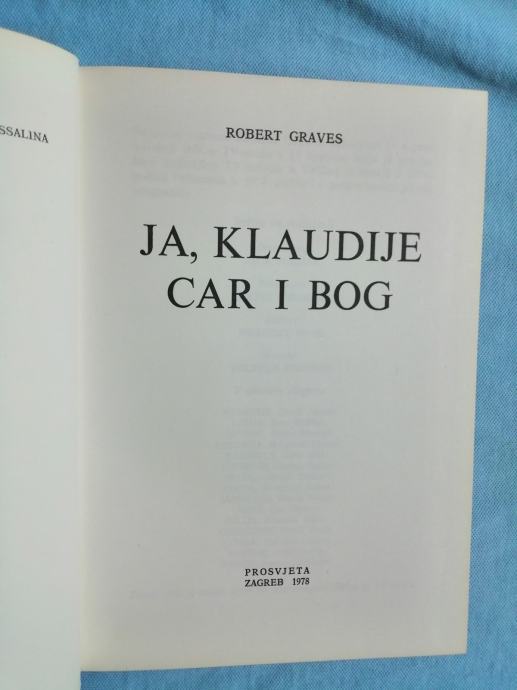 SSALINA
ROBERT GRAVES
JA, KLAUDIJE
CAR I BOG
PROSVJETA
ZAGREB 1978